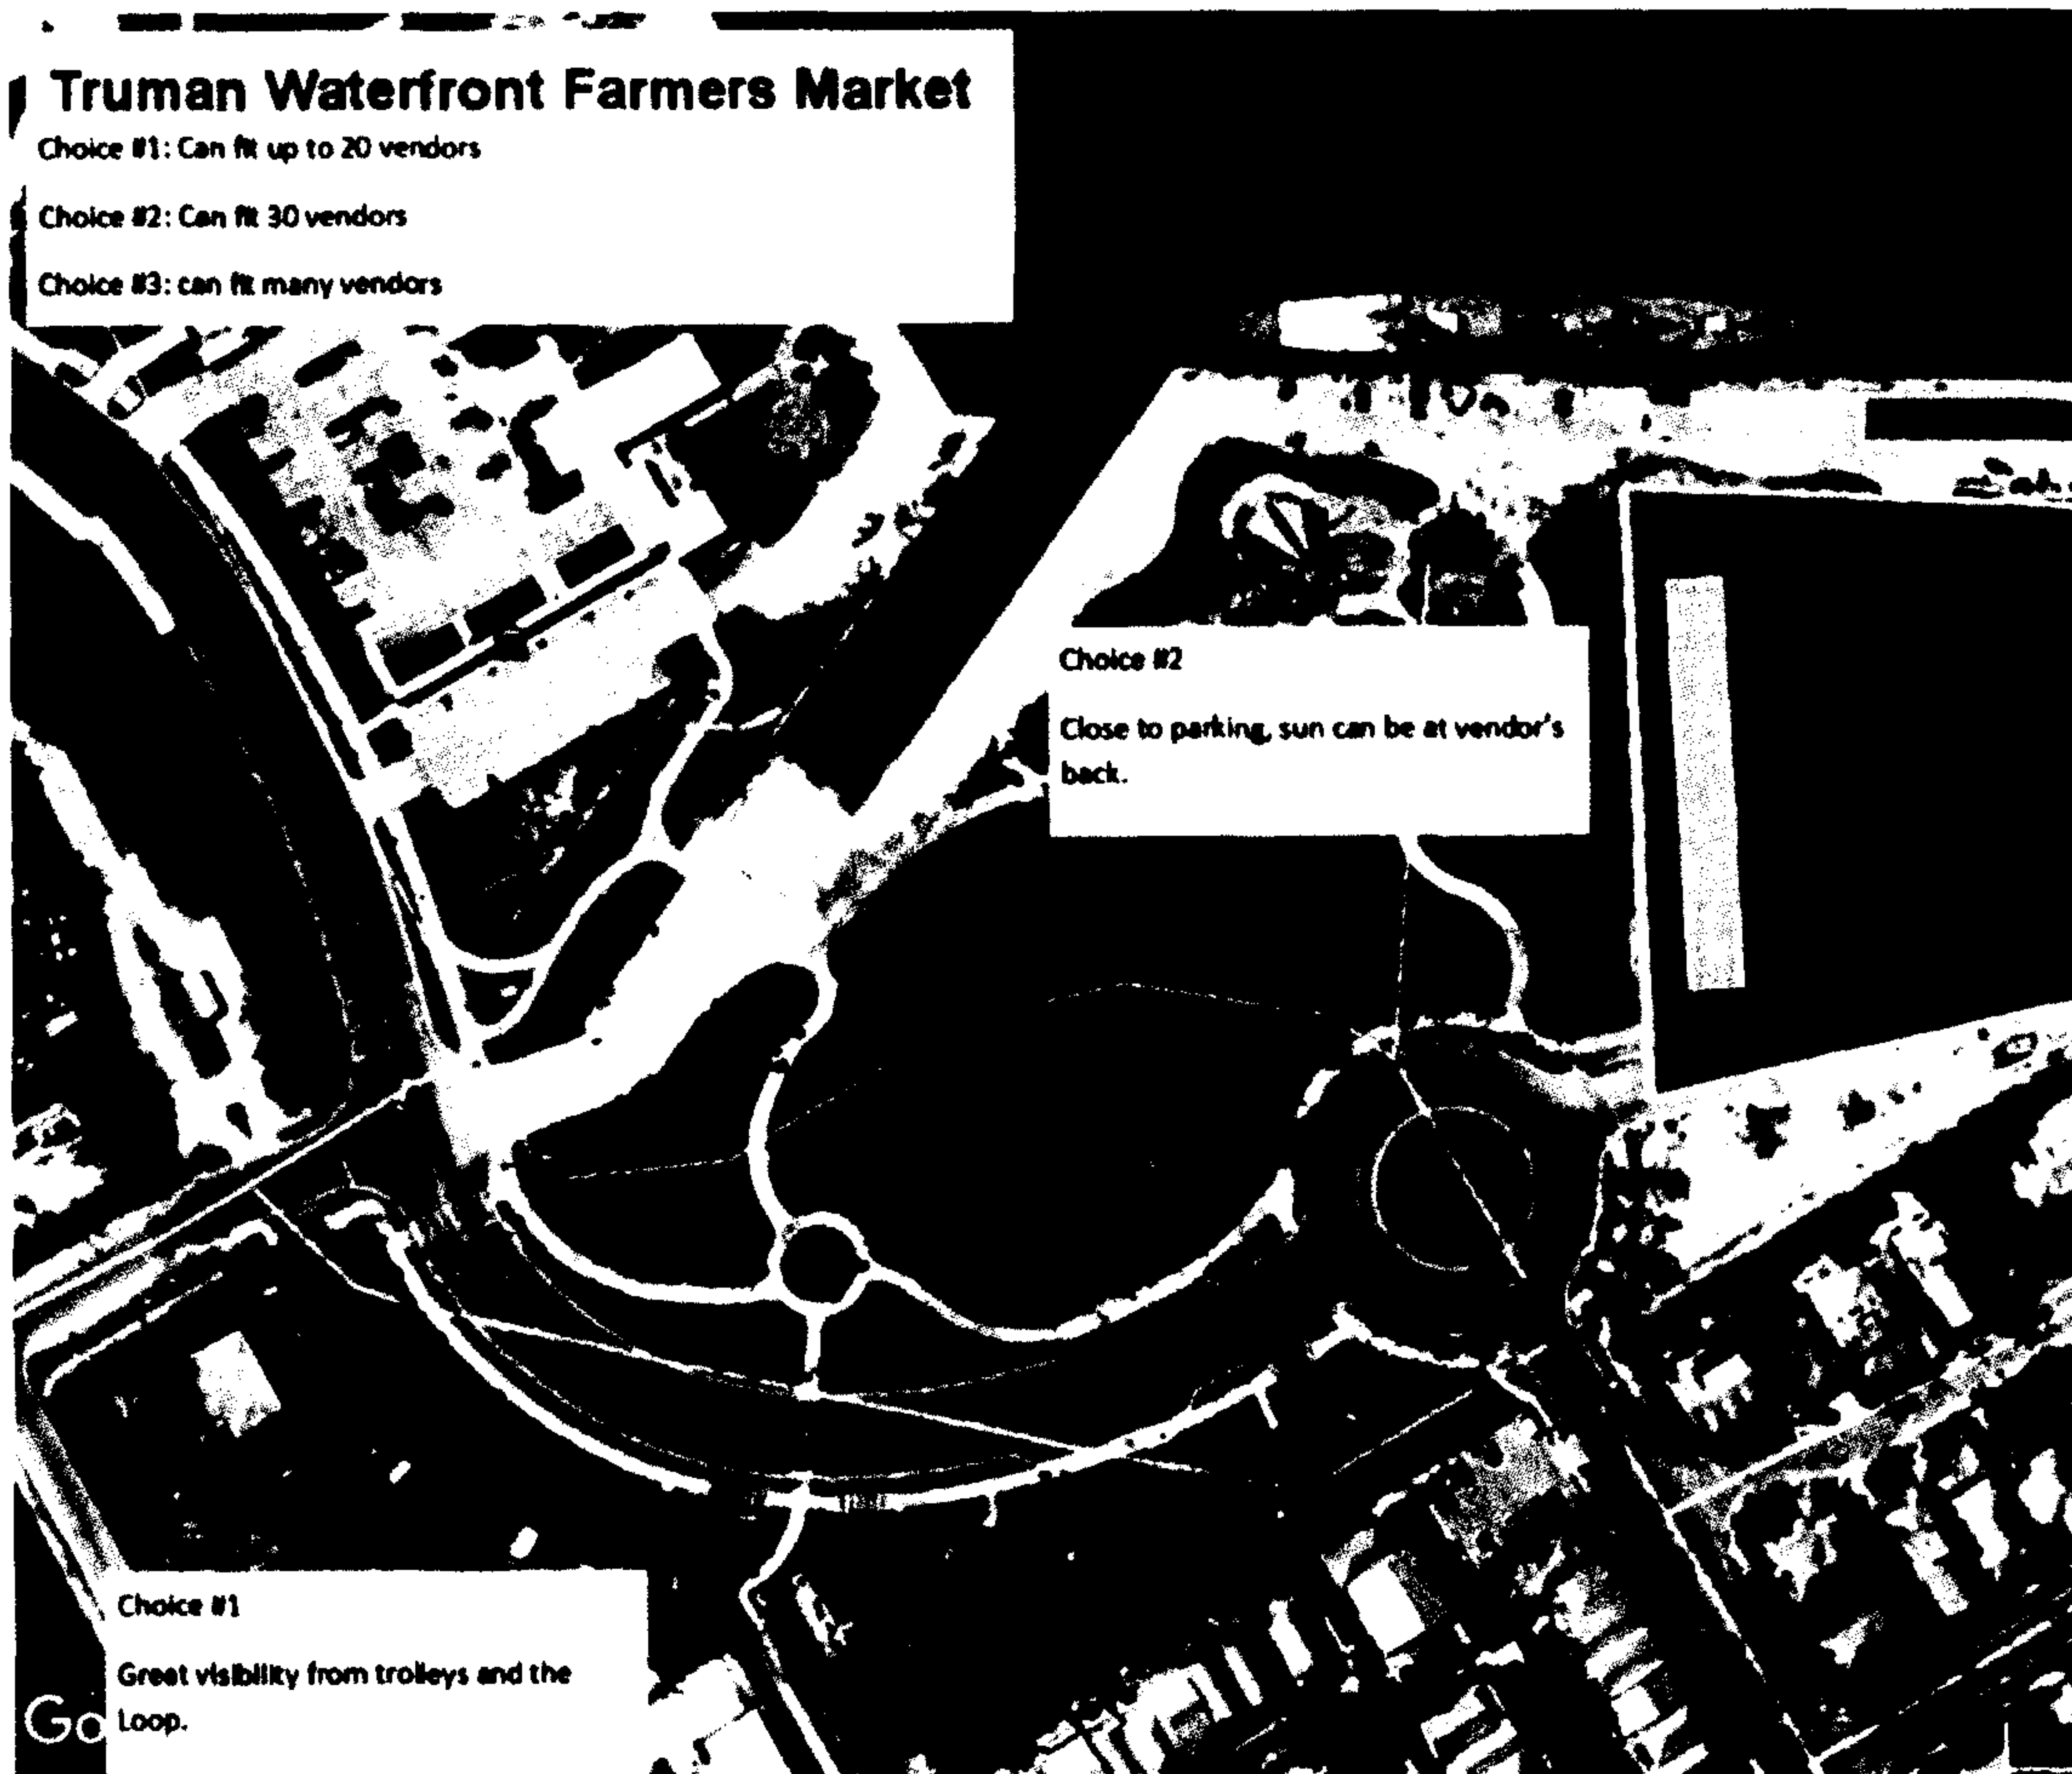 Truman Waterfront Farmers Market
Choice #1: Can fit up to 20 vendors
Choice #2: Can fit 30 vendors
Choice #3: can fit many vendors
Choice #2
Close to parking, sun can be at vendor's
back.
Choice #1
Great visibility from trolleys and the
Loop.
Go